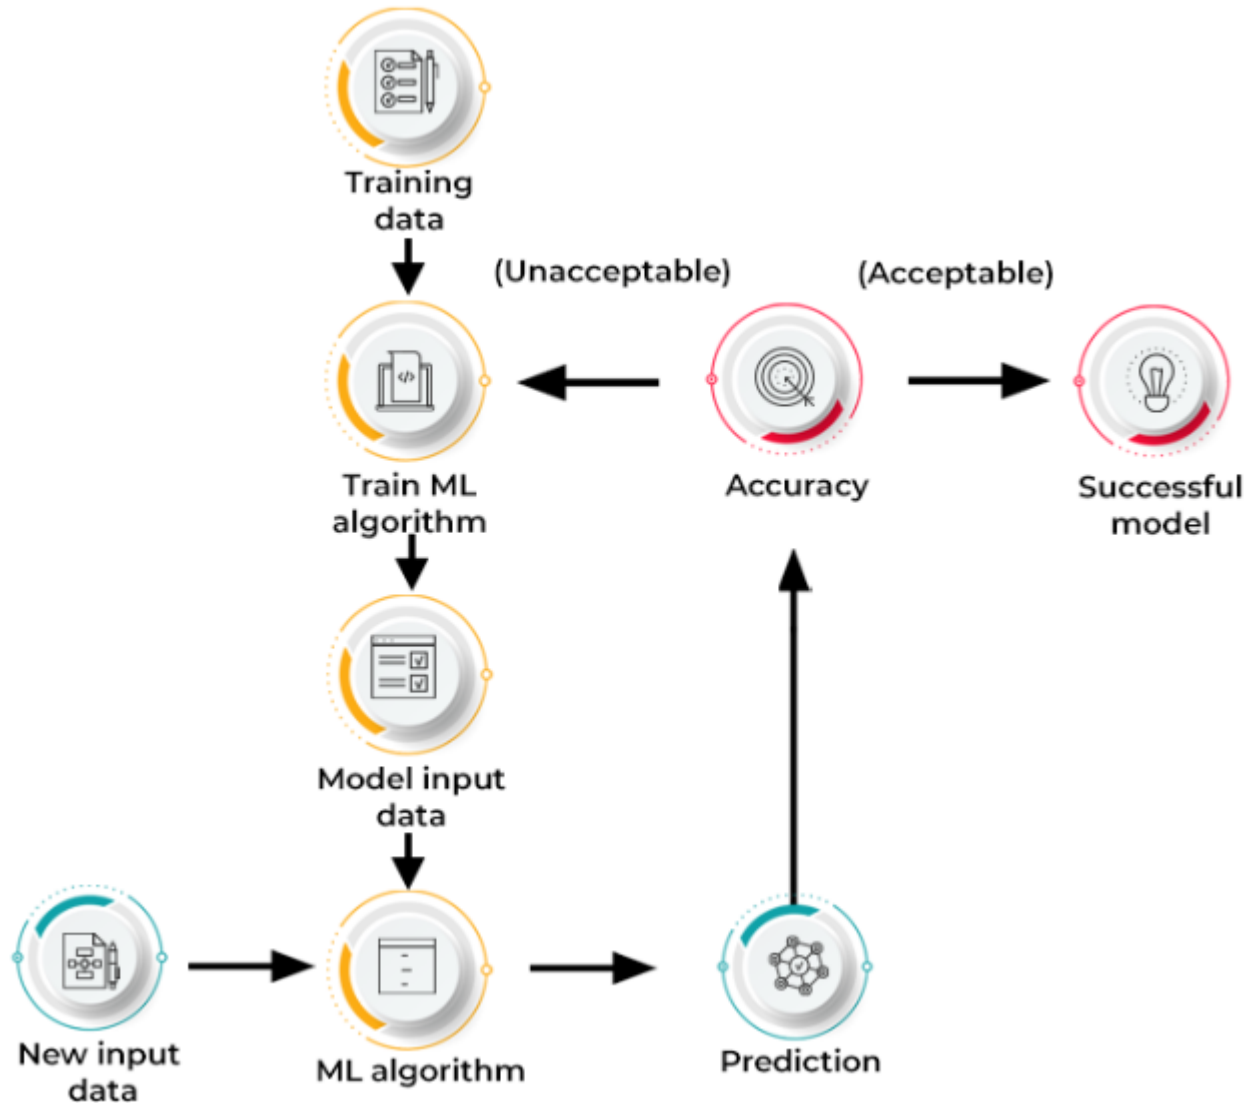 Training
data
(Unacceptable)
(Acceptable)
Train ML
algorithm
Accuracy
Successful
model
Model input
data
New input
data
ML algorithm
Prediction